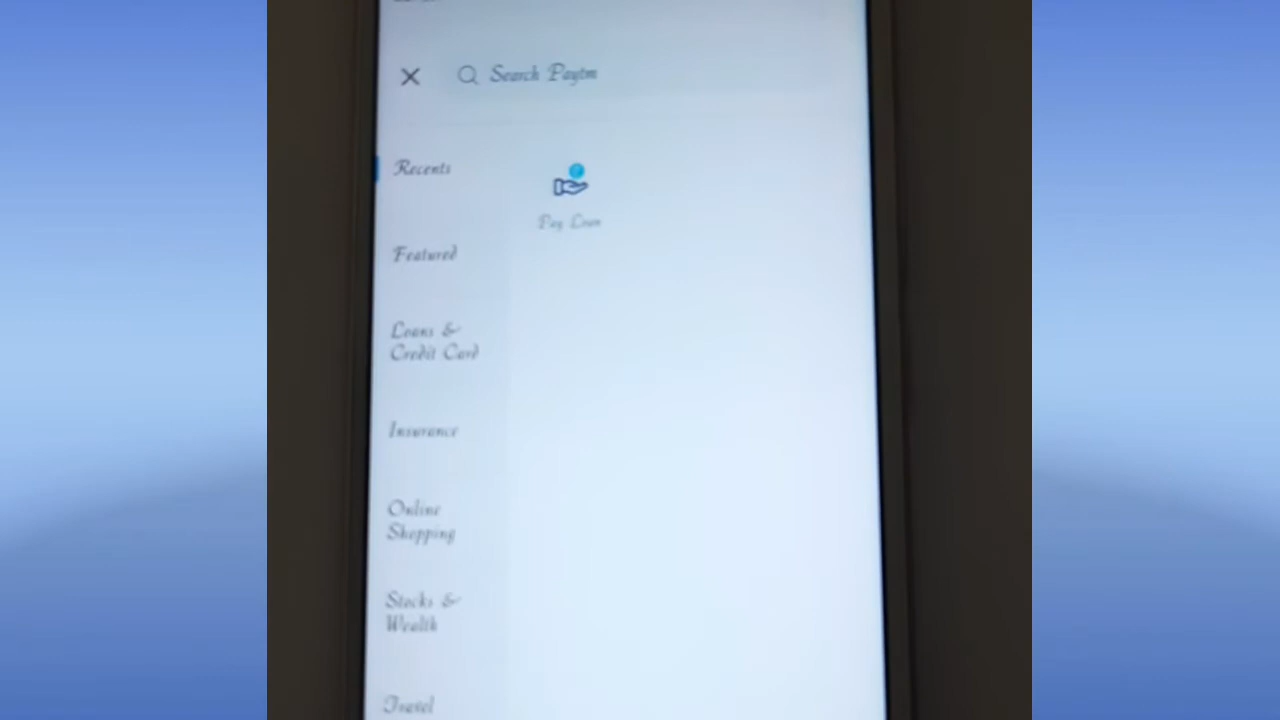 Search Paytm
Recents
Pay Loan
Featured
Loans &
Credit Card
Insurance
Online
Shopping
Stocks &
Wealth
Travel